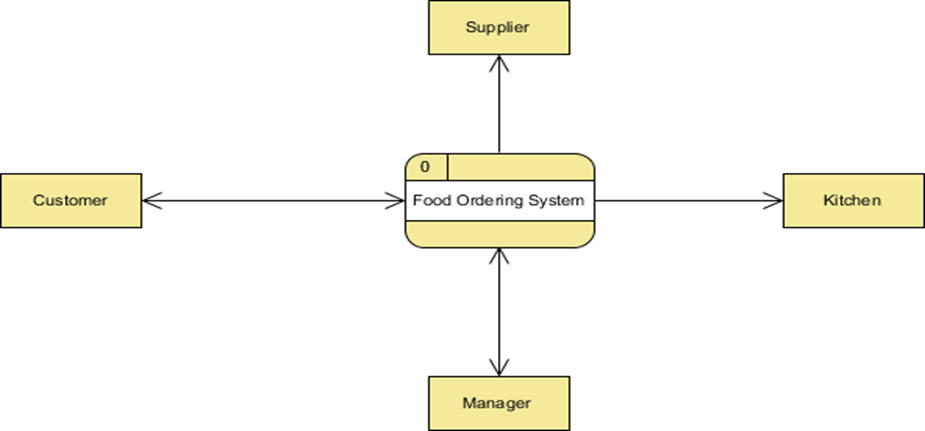 Supplier
0
Customer
Food Ordering System
Kitchen
Manager